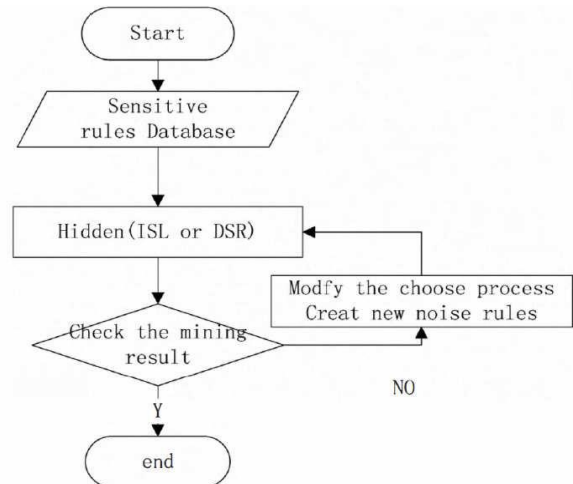 Start
Sensitive
rules Database
Hidden(ISL or DSR)
Modfy the choose process
Creat new noise rules
Check the mining
result
NO
Y
end